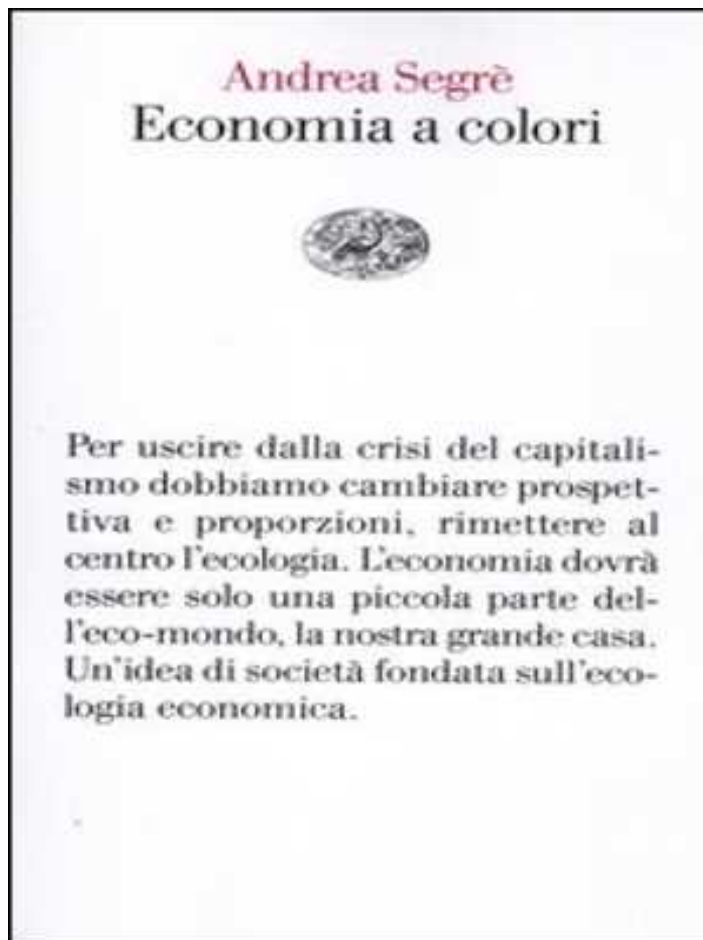 Andrea Segrè
Economia a colori
Per uscire dalla crisi del capitali-
smo dobbiamo cambiare prospet-
tiva e proporzioni, rimettere al
centro l'ecologia. L'economia dovrà
essere solo una piccola parte del-
l'eco-mondo, la nostra grande casa.
Un'idea di società fondata sull'eco-
logia economica.